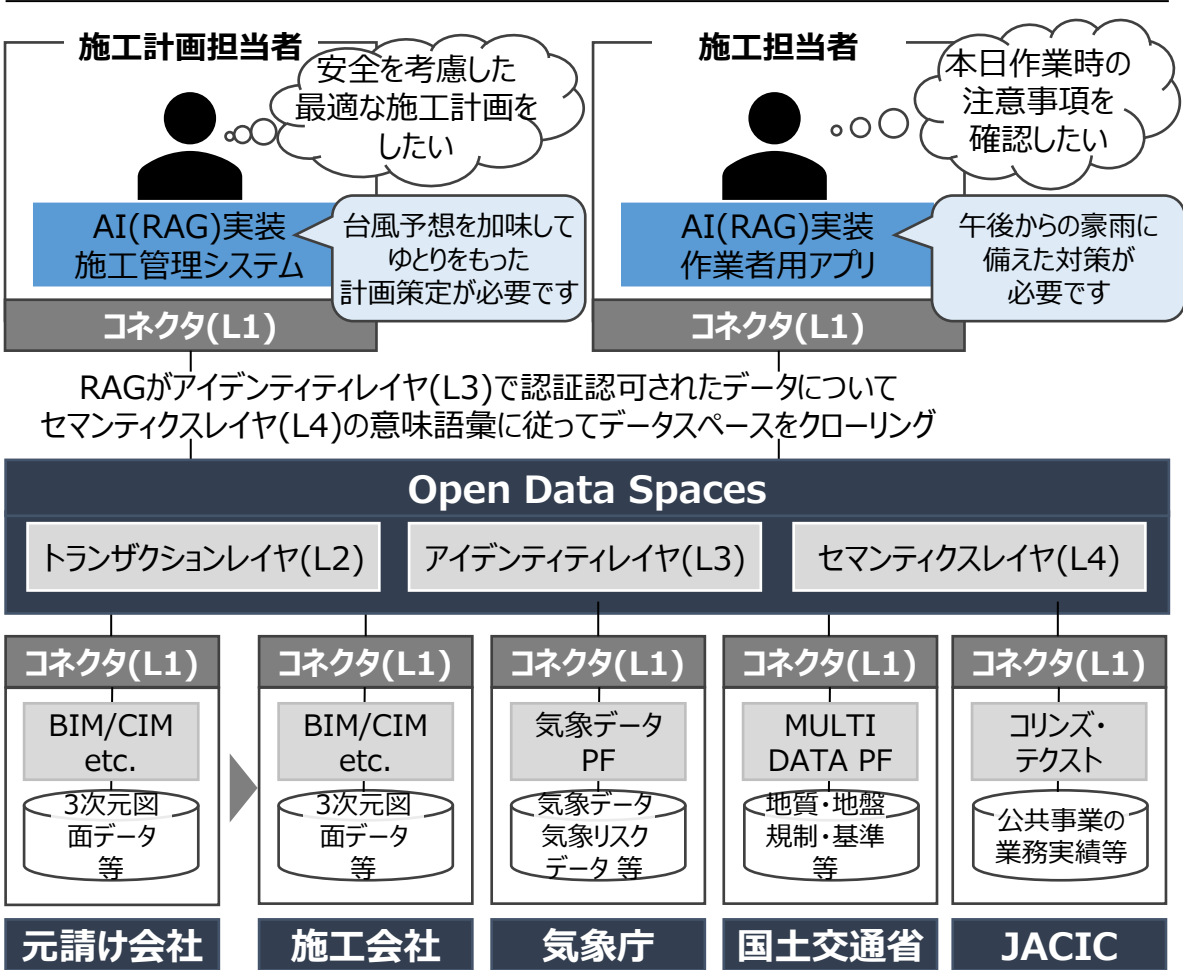 施工計画担当者
安全を考慮した
最適な施工計画を
したい
AI(RAG)実装
施工管理システム
台風予想を加味して
ゆとりをもった
計画策定が必要です
コネクタ(L1)
施工担当者
本日作業時の
注意事項を
確認したい
AI(RAG)実装
作業者用アプリ
午後からの豪雨に
備えた対策が
必要です
コネクタ(L1)
RAGがアイデンティティレイヤ(L3)で認証認可されたデータについて
セマンティクスレイヤ(L4)の意味語彙に従ってデータスペースをクローリング
Open Data Spaces
トランザクションレイヤ(L2)
アイデンティティレイヤ(L3)
セマンティクスレイヤ(L4)
コネクタ(L1)
BIM/CIM
etc.
3次元図
面データ
等
元請け会社
コネクタ(L1)
BIM/CIM
etc.
3次元図
面データ
等
施工会社
コネクタ(L1)
気象データ
PF
気象データ
気象リスク
データ 等
気象庁
コネクタ(L1)
MULTI
DATA PF
地質・地盤
規制・基準
等
国土交通省
コネクタ(L1)
コリンズ・
テクスト
公共事業の
業務実績等
JACIC